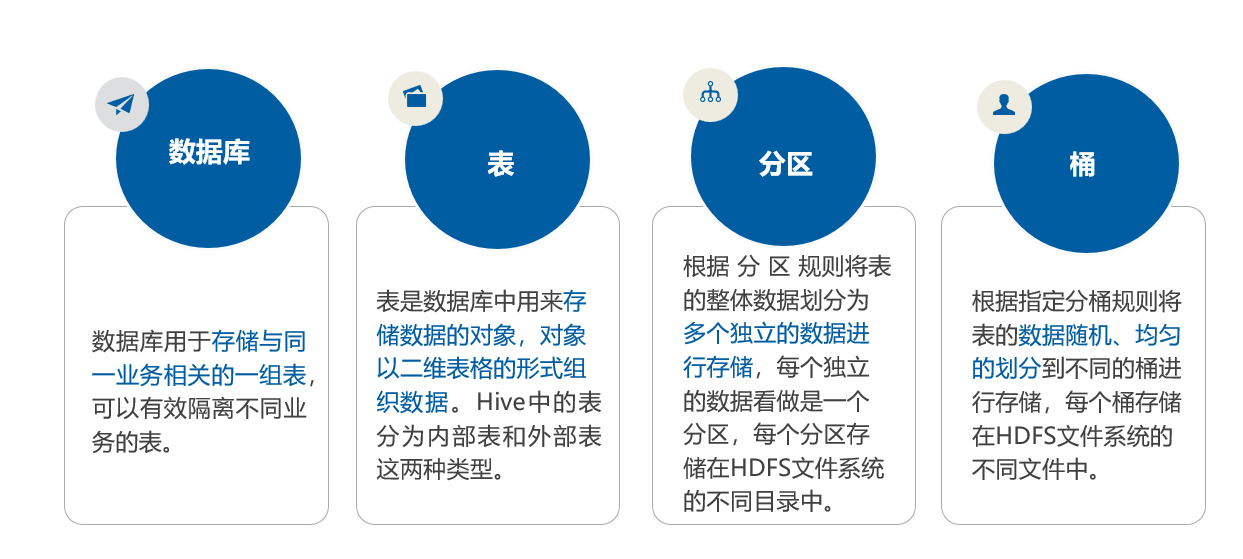 数据库
数据库用于存储与同
一业务相关的一组表，
可以有效隔离不同业
务的表。
表
表是数据库中用来存
储数据的对象，对象
以二维表格的形式组
织数据。Hive中的表
分为内部表和外部表
这两种类型。
分区
根据 分 区 规则将表
的整体数据划分为
多个独立的数据进
行存储，每个独立
的数据看做是一个
分区，每个分区存
储在HDFS文件系统
的不同目录中。
桶
根据指定分桶规则将
表的数据随机、均匀
的划分到不同的桶进
行存储，每个桶存储
在HDFS文件系统的
不同文件中。